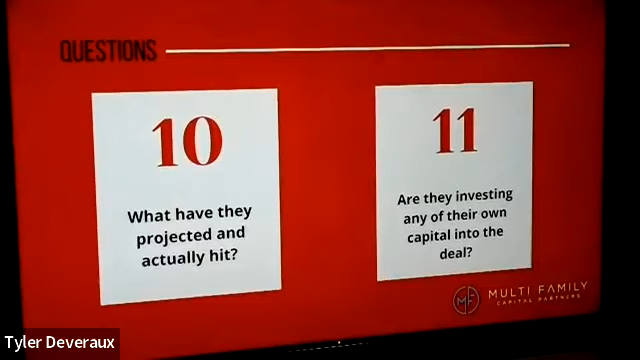 QUESTIONS
10
What have they
projected and
actually hit?
11
Are they investing
any of their own
capital into the
deal?
MF
MULTI FAMILY
CAPITAL PARTNERS
Tyler Deveraux